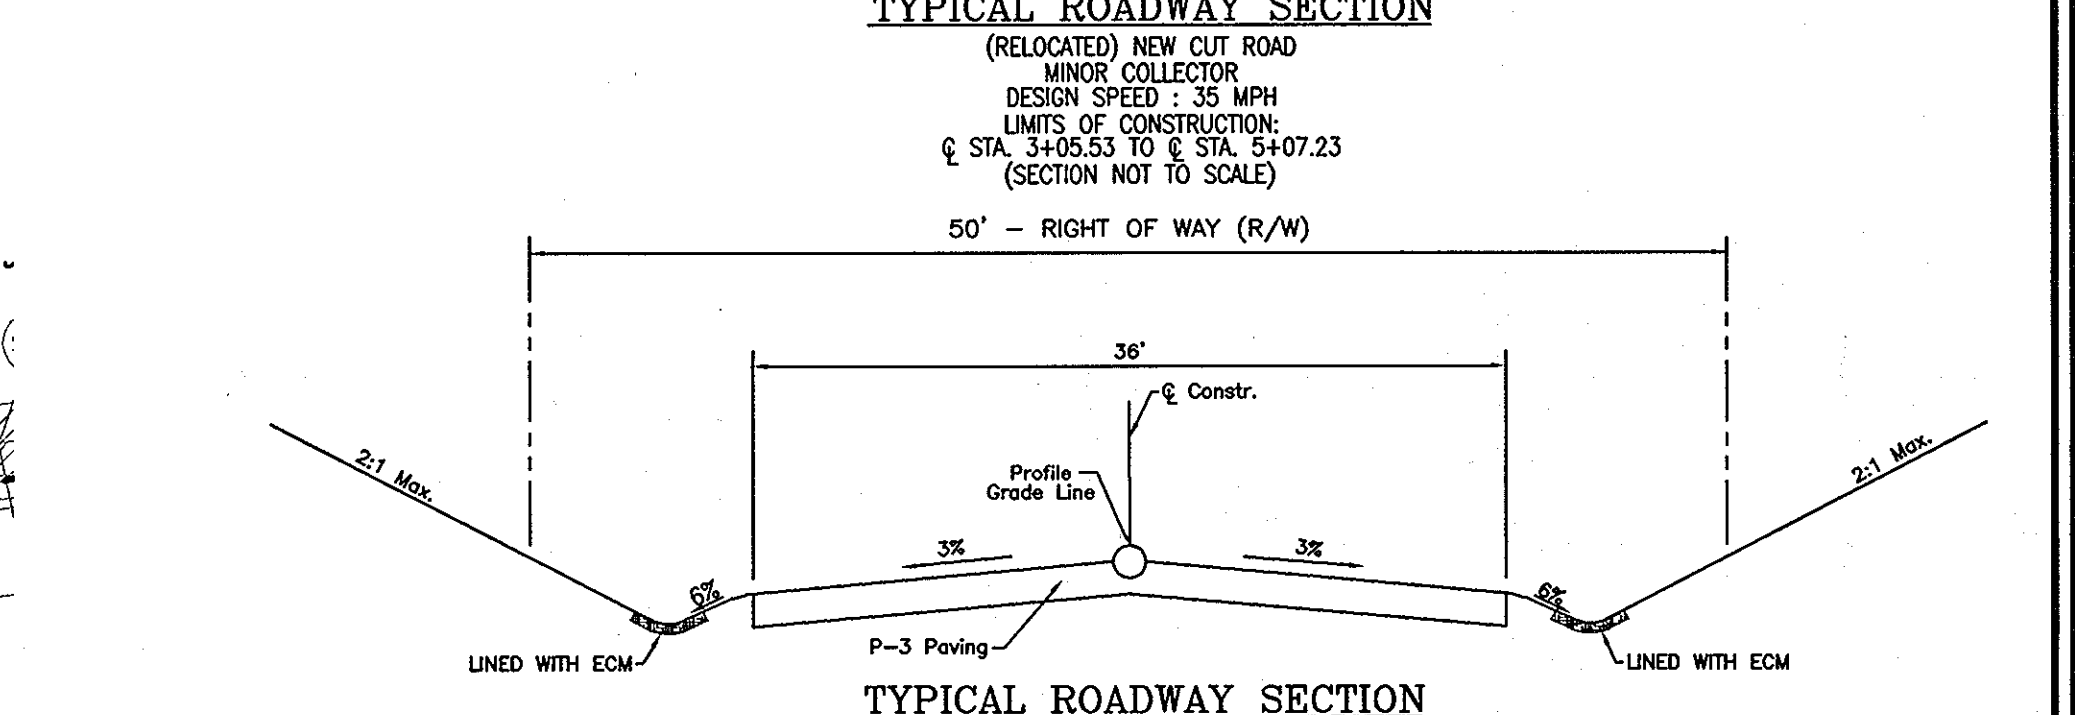 TYPICAL ROADWAY SECTION
(RELOCATED) NEW CUT ROAD
MINOR COLLECTOR
DESIGN SPEED : 35 MPH
LIMITS OF CONSTRUCTION:
℄ STA. 3+05.53 TO ℄ STA. 5+07.23
(SECTION NOT TO SCALE)
50' – RIGHT OF WAY (R/W)
36'
℄ Constr.
2:1 Max.
2:1 Max.
Profile
Grade Line
3%
3%
6%
6%
P-3 Paving
LINED WITH ECM
LINED WITH ECM
TYPICAL ROADWAY SECTION